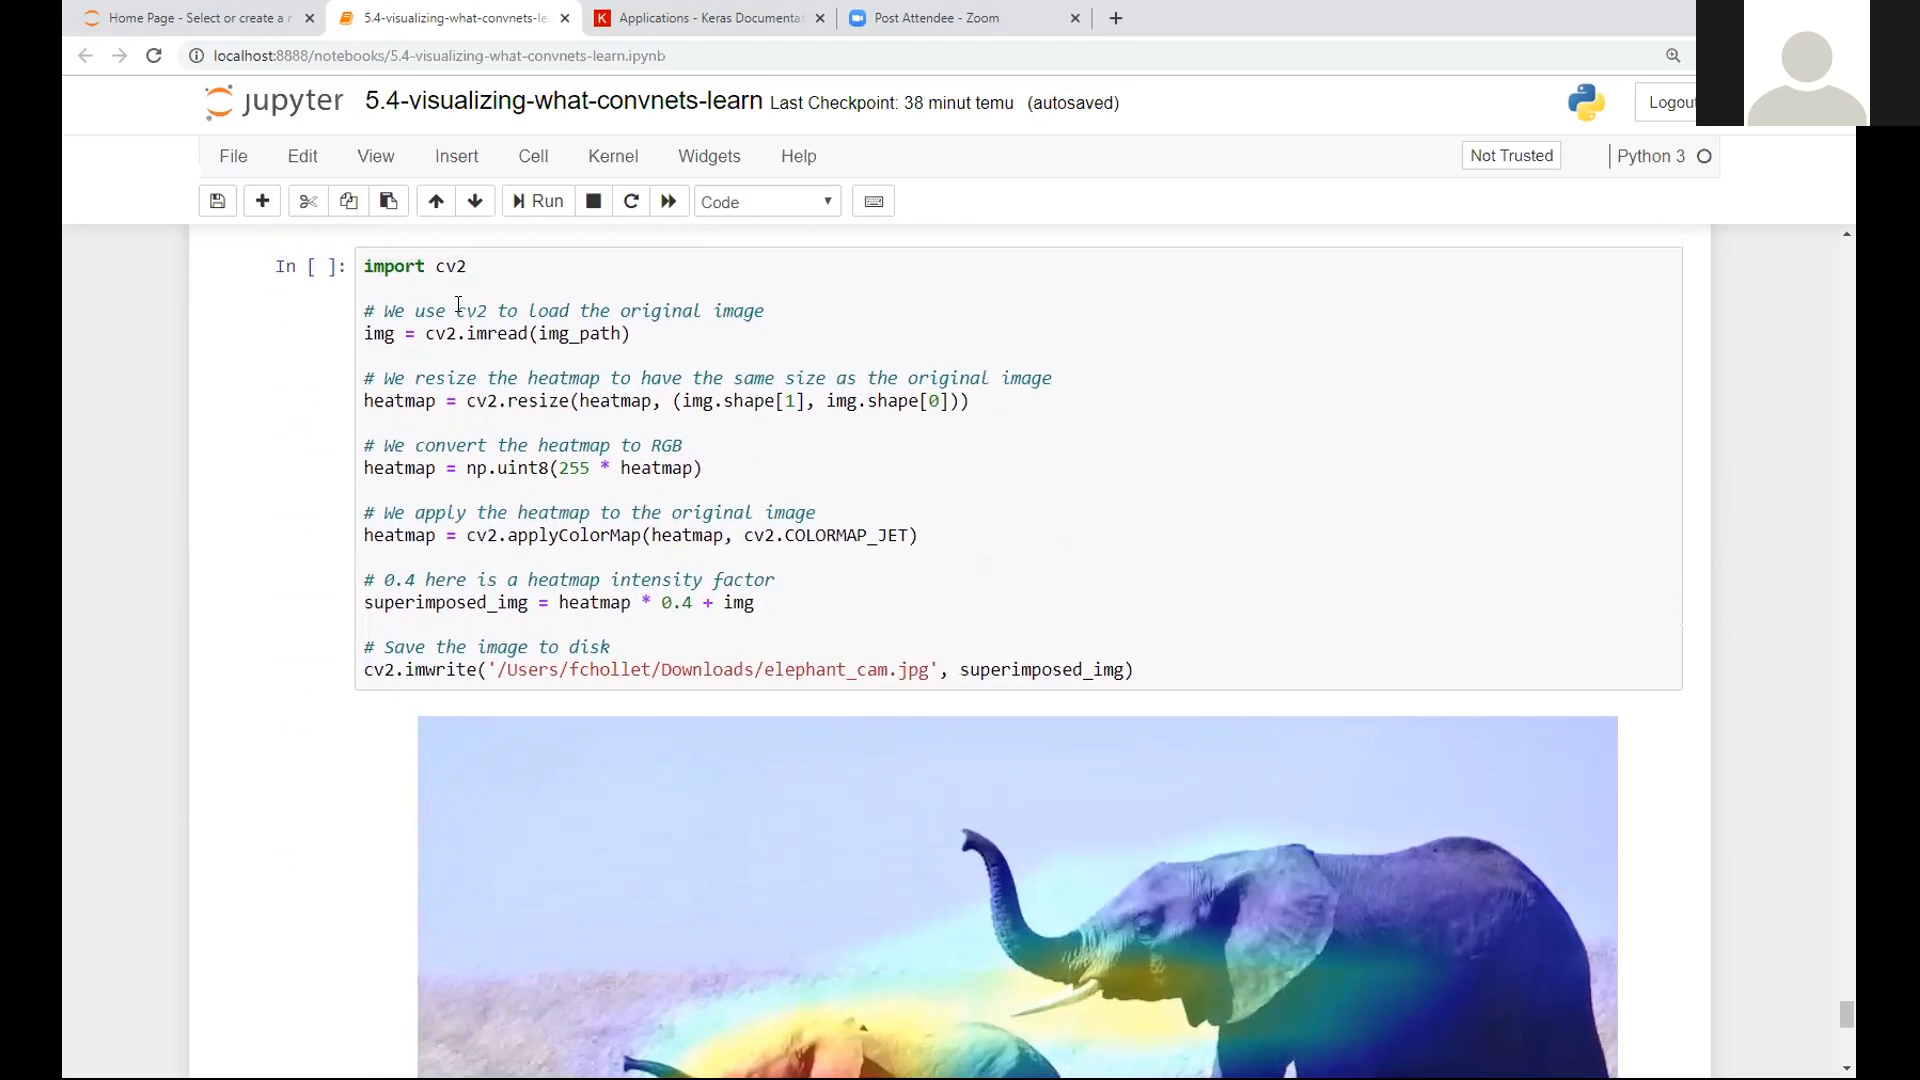 Home Page - Select or create a n
5.4-visualizing-what-convnets-le
Applications - Keras Documentat
Post Attendee - Zoom
localhost:8888/notebooks/5.4-visualizing-what-convnets-learn.ipynb
jupyter 5.4-visualizing-what-convnets-learn Last Checkpoint: 38 minut temu (autosaved)
Logout
File Edit View Insert Cell Kernel Widgets Help
Not Trusted
Python 3
Run
Code
In [ ]:
import cv2
# We use cv2 to load the original image
img = cv2.imread(img_path)
# We resize the heatmap to have the same size as the original image
heatmap = cv2.resize(heatmap, (img.shape[1], img.shape[0]))
# We convert the heatmap to RGB
heatmap = np.uint8(255 * heatmap)
# We apply the heatmap to the original image
heatmap = cv2.applyColorMap(heatmap, cv2.COLORMAP_JET)
# 0.4 here is a heatmap intensity factor
superimposed_img = heatmap * 0.4 + img
# Save the image to disk
cv2.imwrite('/Users/fchollet/Downloads/elephant_cam.jpg', superimposed_img)